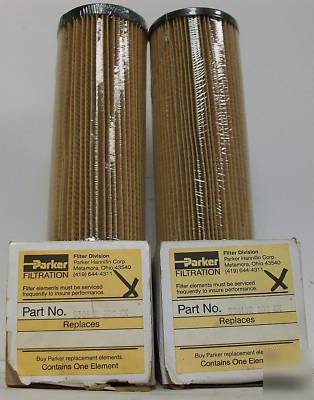 Parker
FILTRATION
Filter Division
Parker Hannifin Corp.
Metamora, Ohio 43540
(419) 644-4311
Filter elements must be serviced
frequently to insure performance.
Part No.
Replaces
Buy Parker replacement elements.
Contains One Element
Parker
FILTRATION
Filter Division
Parker Hannifin Corp.
Metamora, Ohio 43540
(419) 644-4311
Filter elements must be serviced
frequently to insure performance.
Part No.
Replaces
Buy Parker replacement elements.
Contains One Element